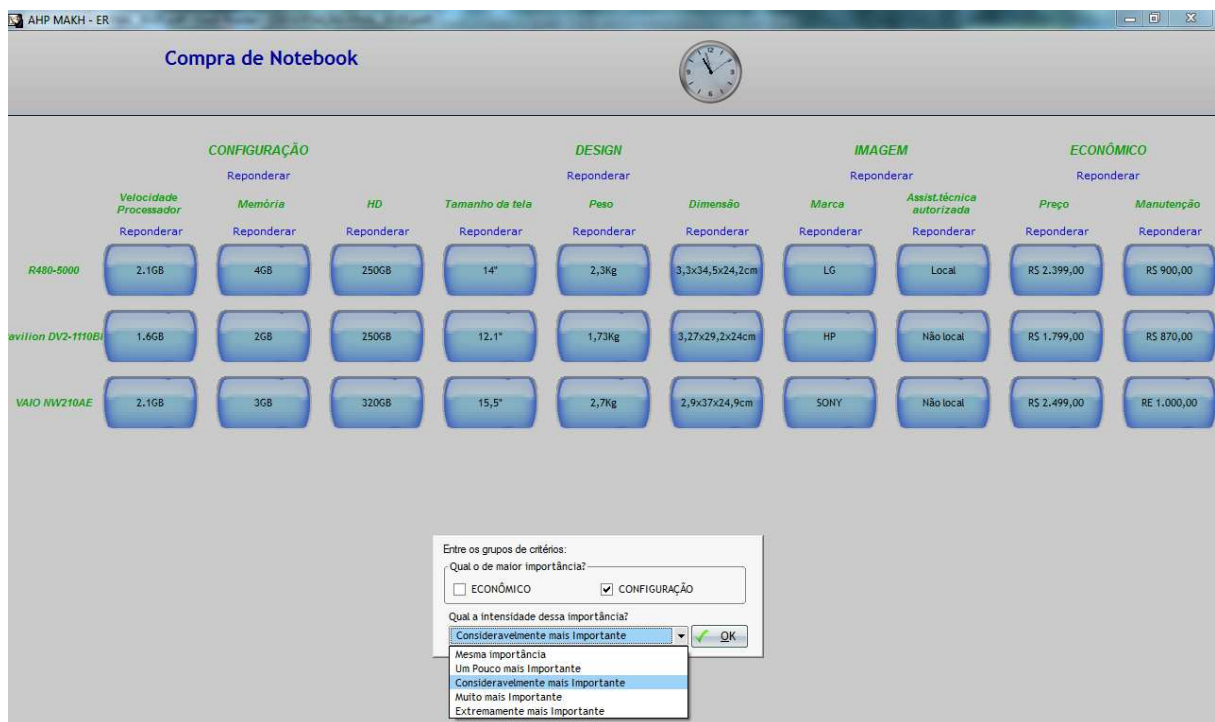 AHP MAKH - ER
Compra de Notebook
12
3
6
9
CONFIGURAÇÃO DESIGN IMAGEM ECONÔMICO
Reponderar Reponderar Reponderar Reponderar
Velocidade Processador Memória HD Tamanho da tela Peso Dimensão Marca Assist.técnica autorizada Preço Manutenção
Reponderar Reponderar Reponderar Reponderar Reponderar Reponderar Reponderar Reponderar Reponderar Reponderar
R480-5000 2.1GB 4GB 250GB 14" 2,3Kg 3,3x34,5x24,2cm LG Local R$ 2.399,00 R$ 900,00
avilion DV2-1110B 1.6GB 2GB 250GB 12.1" 1,73Kg 3,27x29,2x24cm HP Não local R$ 1.799,00 R$ 870,00
VAIO NW210AE 2.1GB 3GB 320GB 15,5" 2,7Kg 2,9x37x24,9cm SONY Não local R$ 2.499,00 RE 1.000,00
Entre os grupos de critérios:
Qual o de maior importância?
ECONÔMICO CONFIGURAÇÃO
Qual a intensidade dessa importância?
Consideravelmente mais Importante OK
Mesma importância
Um Pouco mais Importante
Consideravelmente mais Importante
Muito mais Importante
Extremamente mais Importante